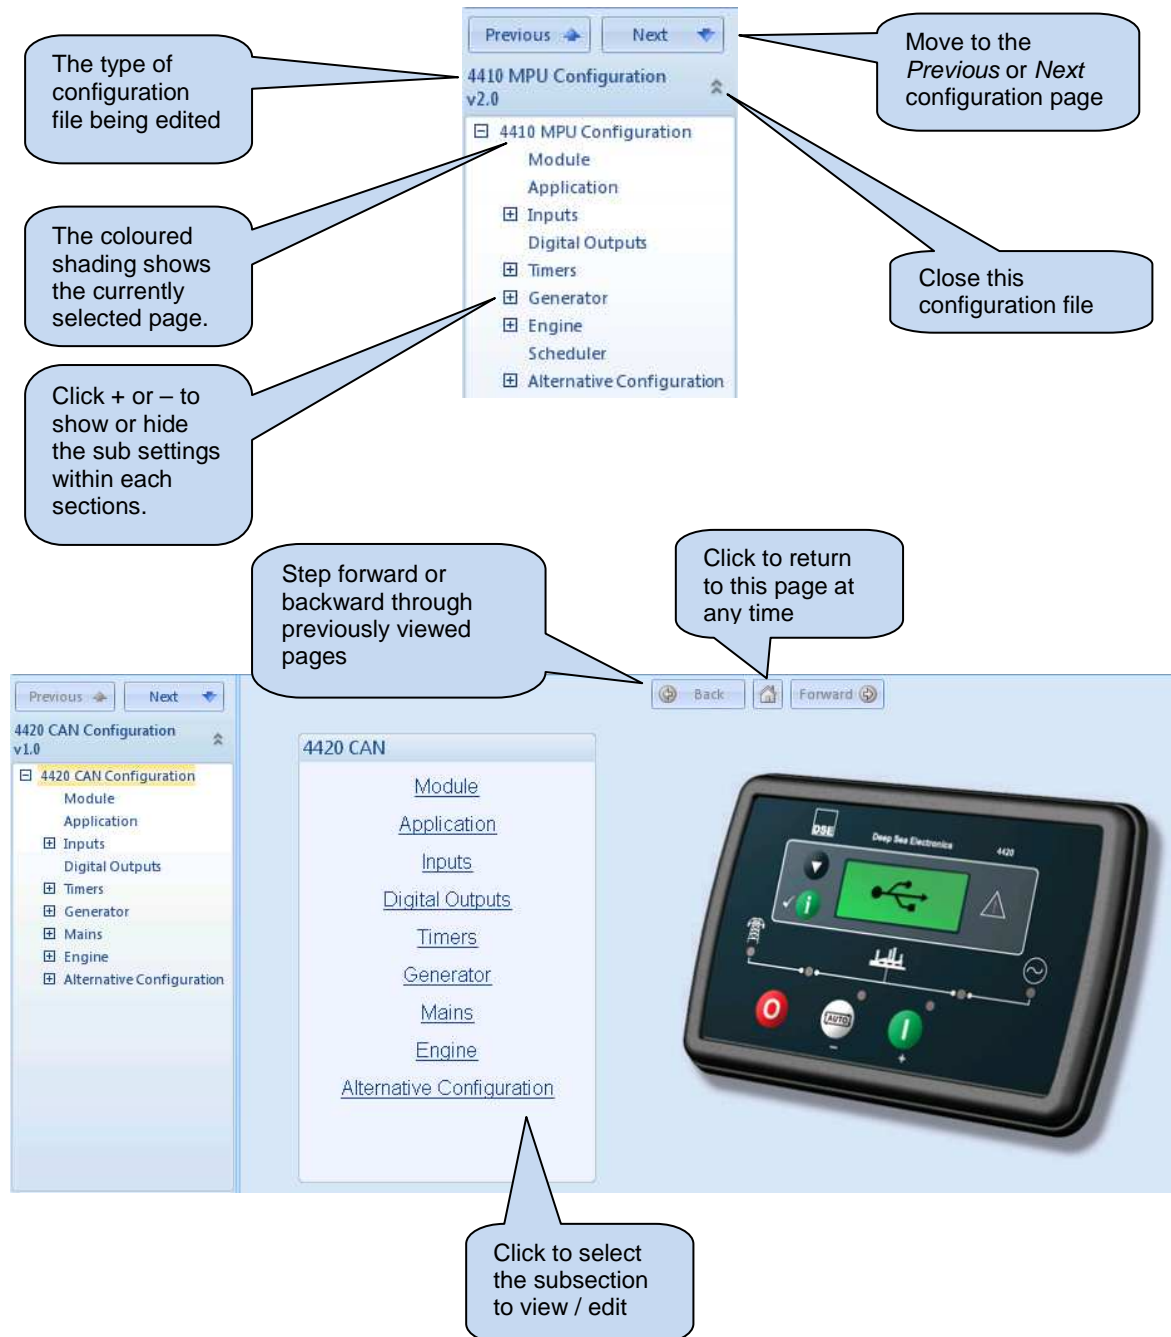 Previous
Next
4410 MPU Configuration
v2.0
4410 MPU Configuration
Module
Application
Inputs
Digital Outputs
Timers
Generator
Engine
Scheduler
Alternative Configuration
The type of
configuration
file being edited
The coloured
shading shows
the currently
selected page.
Click + or – to
show or hide
the sub settings
within each
sections.
Move to the
Previous or Next
configuration page
Close this
configuration file
Step forward or
backward through
previously viewed
pages
Click to return
to this page at
any time
Previous
Next
4420 CAN Configuration
v1.0
4420 CAN Configuration
Module
Application
Inputs
Digital Outputs
Timers
Generator
Mains
Engine
Alternative Configuration
Back
Forward
4420 CAN
Module
Application
Inputs
Digital Outputs
Timers
Generator
Mains
Engine
Alternative Configuration
DSE
Deep Sea Electronics
4420
i
O
AUTO
I
–
+
Click to select
the subsection
to view / edit